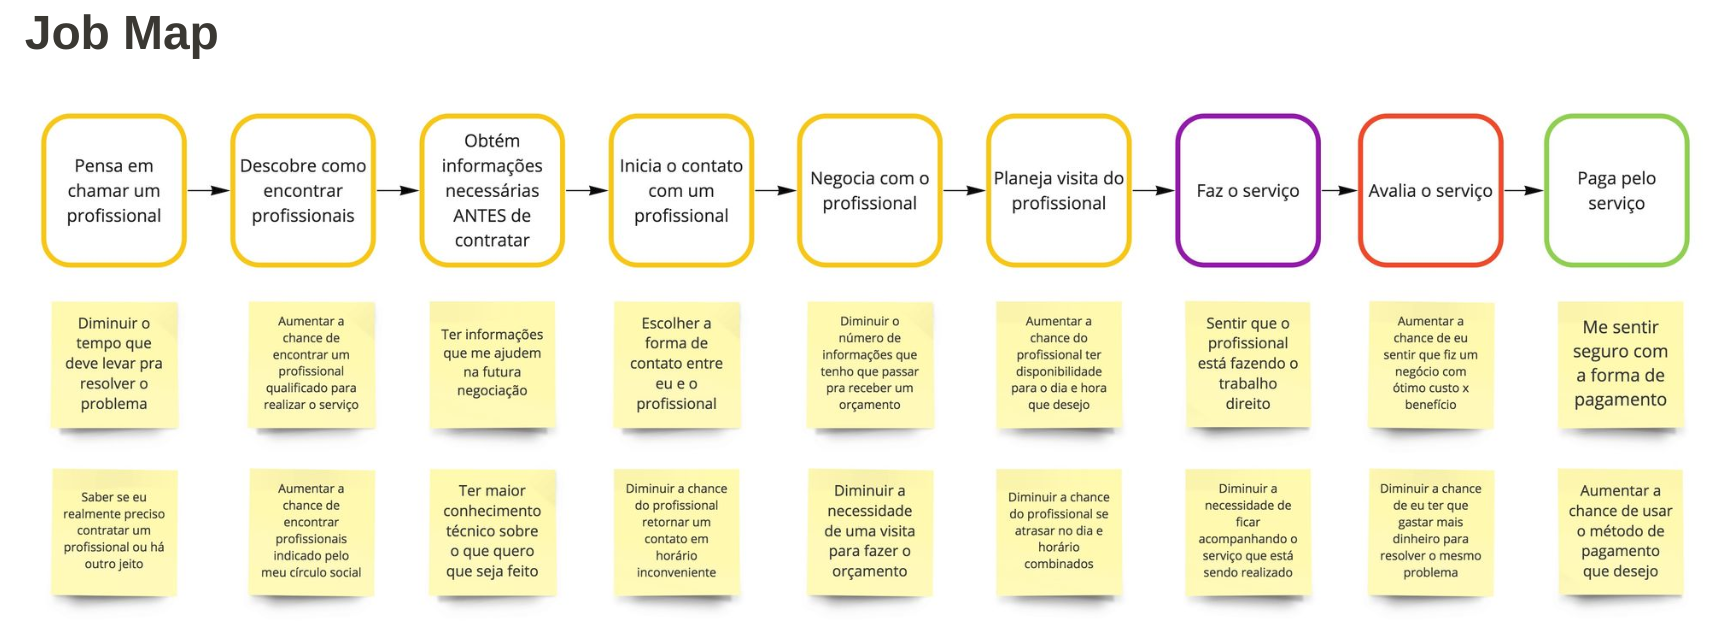 Job Map
Pensa em
chamar um
profissional
Descobre como
encontrar
profissionais
Obtém
informações
necessárias
ANTES de
contratar
Inicia o contato
com um
profissional
Negocia com o
profissional
Planeja visita do
profissional
Faz o serviço
Avalia o serviço
Paga pelo
serviço
Diminuir o
tempo que
deve levar pra
resolver o
problema
Aumentar a
chance de
encontrar um
profissional
qualificado para
realizar o serviço
Ter informações
que me ajudem
na futura
negociação
Escolher a
forma de
contato entre
eu e o
profissional
Diminuir o
número de
informações que
tenho que passar
pra receber um
orçamento
Aumentar a
chance do
profissional ter
disponibilidade
para o dia e hora
que desejo
Sentir que o
profissional
está fazendo o
trabalho
direito
Aumentar a
chance de eu
sentir que fiz um
negócio com
ótimo custo x
benefício
Me sentir
seguro com
a forma de
pagamento
Saber se eu
realmente preciso
contratar um
profissional ou há
outro jeito
Aumentar a
chance de
encontrar
profissionais
indicado pelo
meu círculo social
Ter maior
conhecimento
técnico sobre
o que quero
que seja feito
Diminuir a chance
do profissional
retornar um
contato em
horário
inconveniente
Diminuir a
necessidade
de uma visita
para fazer o
orçamento
Diminuir a chance
do profissional se
atrasar no dia e
horário
combinados
Diminuir a
necessidade de
ficar
acompanhando o
serviço que está
sendo realizado
Diminuir a chance
de eu ter que
gastar mais
dinheiro para
resolver o mesmo
problema
Aumentar a
chance de usar
o método de
pagamento
que desejo